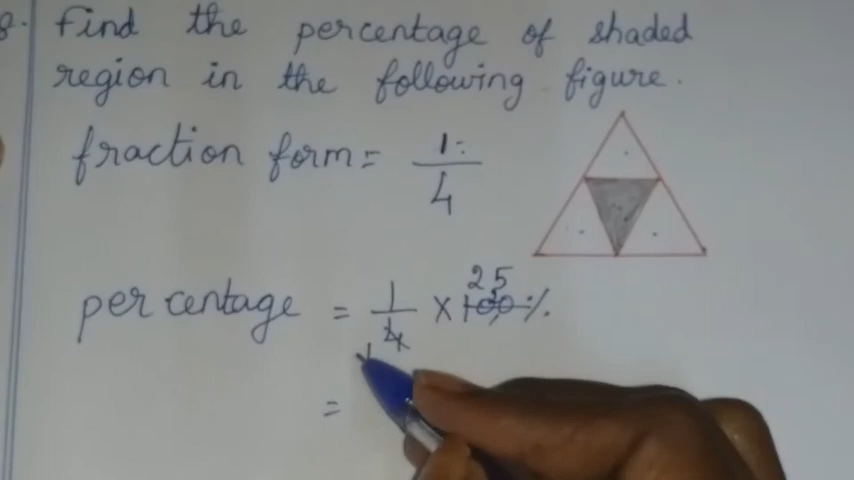 8. Find the percentage of shaded
region in the following figure.
fraction form = 1/4
25
percentage = 1/4 × 100 %
1
=